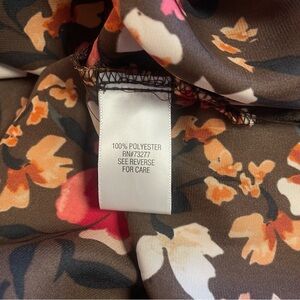 100% POLYESTER
RN#73277
SEE REVERSE
FOR CARE